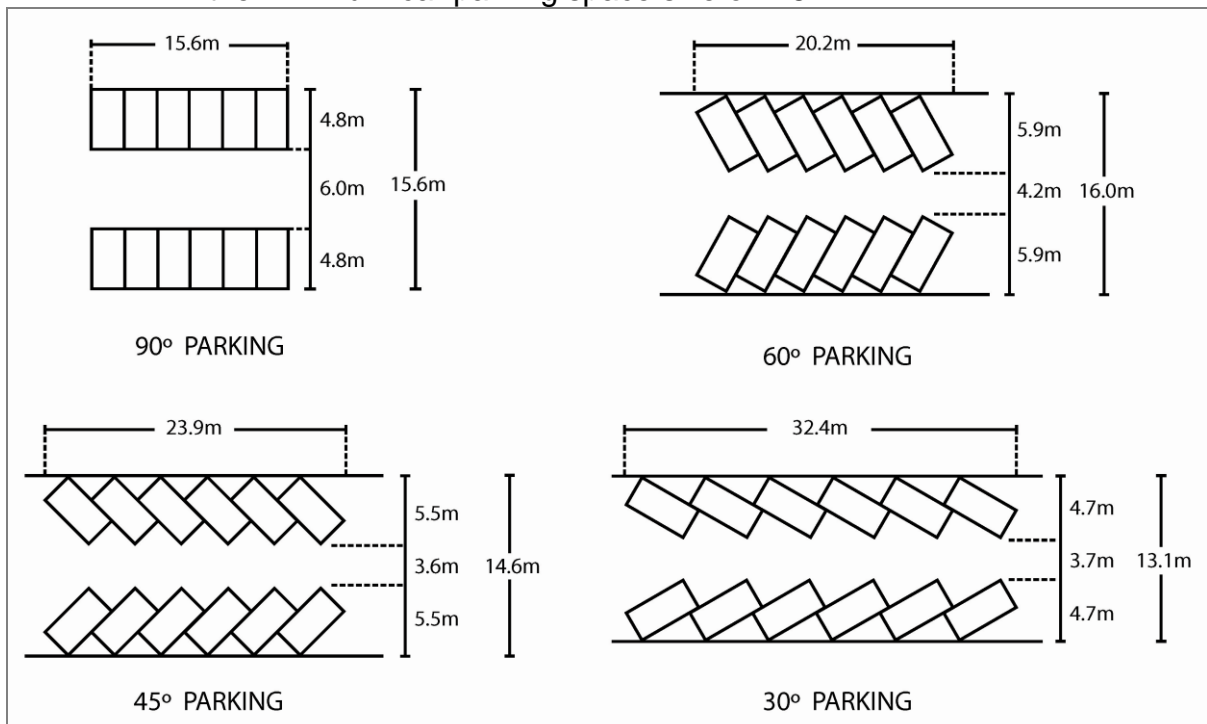 15.6m
4.8m
6.0m
15.6m
4.8m
90º PARKING
20.2m
5.9m
4.2m
16.0m
5.9m
60º PARKING
23.9m
5.5m
3.6m
14.6m
5.5m
45º PARKING
32.4m
4.7m
3.7m
13.1m
4.7m
30º PARKING